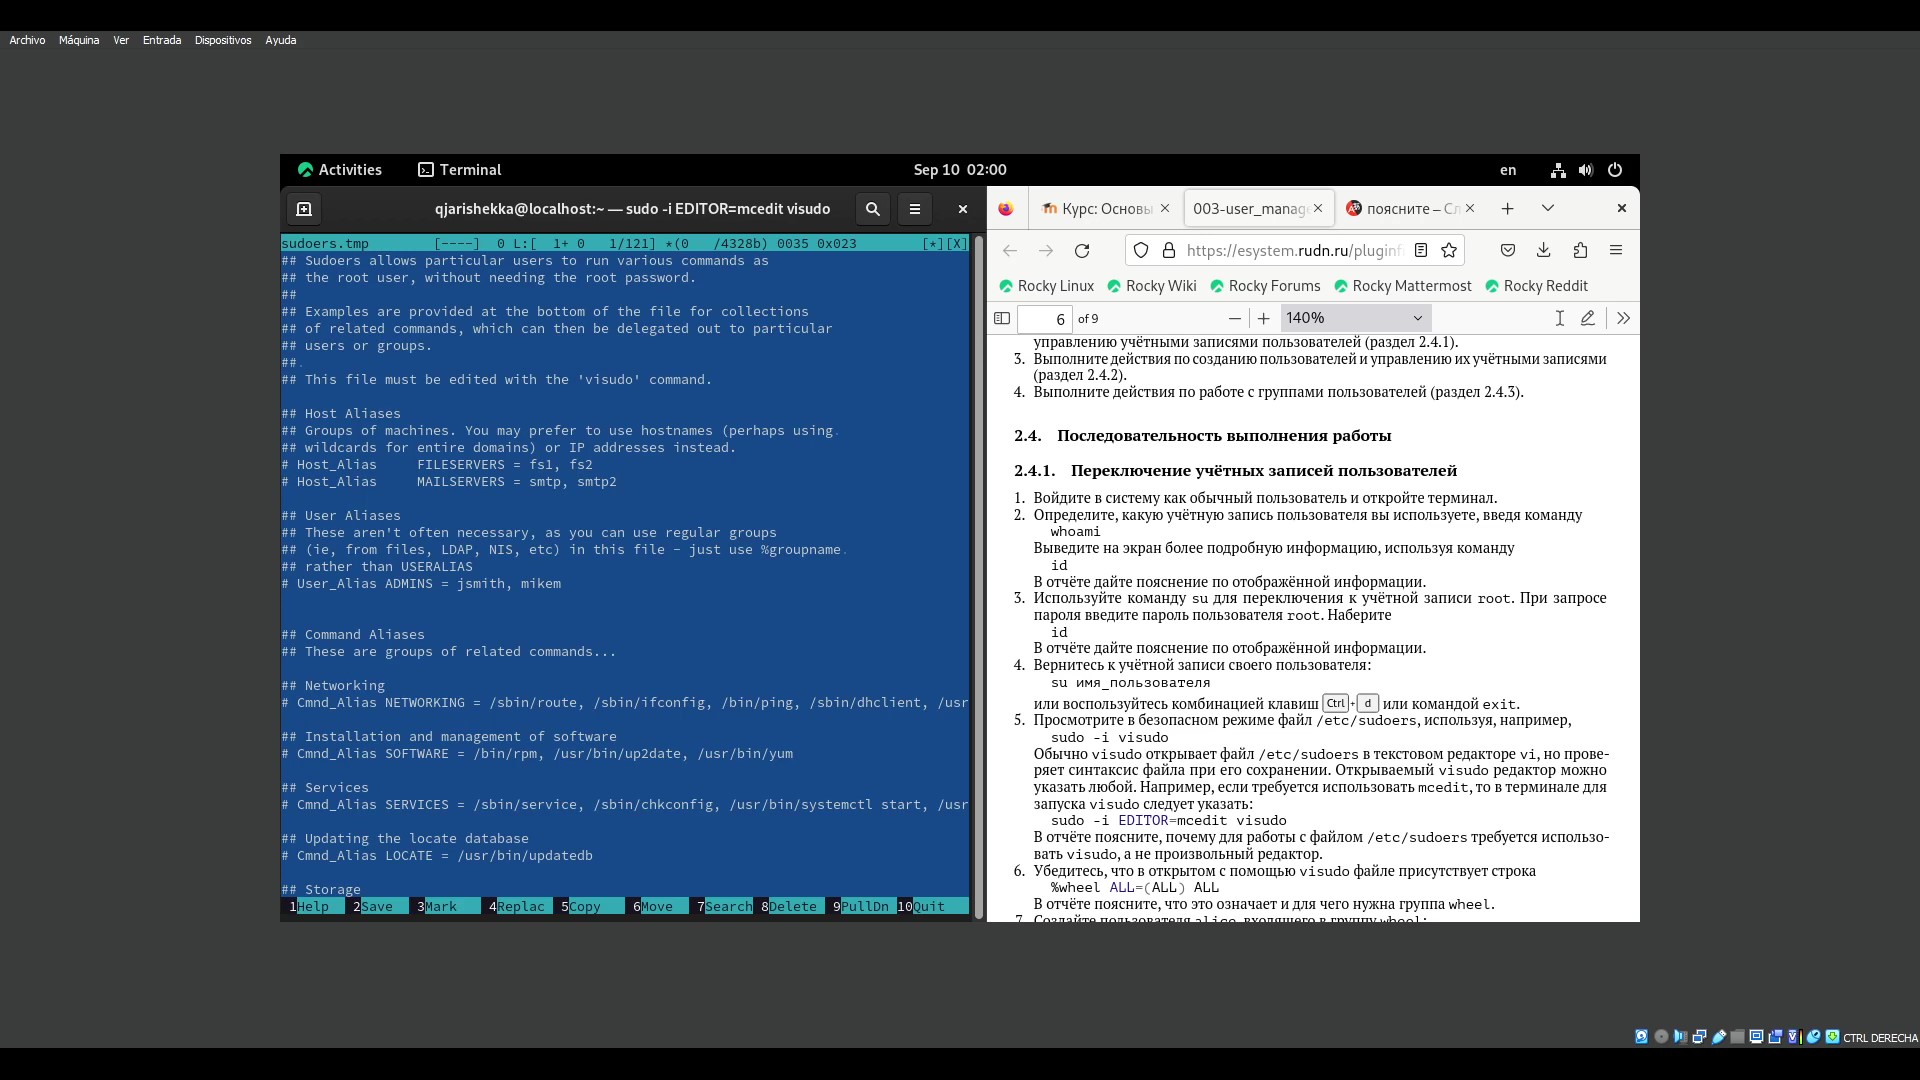 Archivo Máquina Ver Entrada Dispositivos Ayuda
Activities Terminal Sep 10 02:00 en
qjarishekka@localhost:~ — sudo -i EDITOR=mcedit visudo
sudoers.tmp [----] 0 L:[ 1+ 0 1/121] *(0 /4328b) 0035 0x023 [*][X]
## Sudoers allows particular users to run various commands as
## the root user, without needing the root password.
##
## Examples are provided at the bottom of the file for collections
## of related commands, which can then be delegated out to particular
## users or groups.
##.
## This file must be edited with the 'visudo' command.
## Host Aliases
## Groups of machines. You may prefer to use hostnames (perhaps using.
## wildcards for entire domains) or IP addresses instead.
# Host_Alias     FILESERVERS = fs1, fs2
# Host_Alias     MAILSERVERS = smtp, smtp2
## User Aliases
## These aren't often necessary, as you can use regular groups
## (ie, from files, LDAP, NIS, etc) in this file - just use %groupname.
## rather than USERALIAS
# User_Alias ADMINS = jsmith, mikem
## Command Aliases
## These are groups of related commands...
## Networking
# Cmnd_Alias NETWORKING = /sbin/route, /sbin/ifconfig, /bin/ping, /sbin/dhclient, /usr
## Installation and management of software
# Cmnd_Alias SOFTWARE = /bin/rpm, /usr/bin/up2date, /usr/bin/yum
## Services
# Cmnd_Alias SERVICES = /sbin/service, /sbin/chkconfig, /usr/bin/systemctl start, /usr
## Updating the locate database
# Cmnd_Alias LOCATE = /usr/bin/updatedb
## Storage
1Help 2Save 3Mark 4Replac 5Copy 6Move 7Search 8Delete 9PullDn 10Quit
Курс: Основы 003-user_manage поясните – Сл
https://esystem.rudn.ru/pluginf
Rocky Linux Rocky Wiki Rocky Forums Rocky Mattermost Rocky Reddit
6 of 9 140%
управлению учётными записями пользователей (раздел 2.4.1).
3. Выполните действия по созданию пользователей и управлению их учётными записями
(раздел 2.4.2).
4. Выполните действия по работе с группами пользователей (раздел 2.4.3).
2.4. Последовательность выполнения работы
2.4.1. Переключение учётных записей пользователей
1. Войдите в систему как обычный пользователь и откройте терминал.
2. Определите, какую учётную запись пользователя вы используете, введя команду
whoami
Выведите на экран более подробную информацию, используя команду
id
В отчёте дайте пояснение по отображённой информации.
3. Используйте команду su для переключения к учётной записи root. При запросе
пароля введите пароль пользователя root. Наберите
id
В отчёте дайте пояснение по отображённой информации.
4. Вернитесь к учётной записи своего пользователя:
su имя_пользователя
или воспользуйтесь комбинацией клавиш Ctrl + d или командой exit.
5. Просмотрите в безопасном режиме файл /etc/sudoers, используя, например,
sudo -i visudo
Обычно visudo открывает файл /etc/sudoers в текстовом редакторе vi, но прове-
ряет синтаксис файла при его сохранении. Открываемый visudo редактор можно
указать любой. Например, если требуется использовать mcedit, то в терминале для
запуска visudo следует указать:
sudo -i EDITOR=mcedit visudo
В отчёте поясните, почему для работы с файлом /etc/sudoers требуется использо-
вать visudo, а не произвольный редактор.
6. Убедитесь, что в открытом с помощью visudo файле присутствует строка
%wheel ALL=(ALL) ALL
В отчёте поясните, что это означает и для чего нужна группа wheel.
7. Создайте пользователя alice, входящего в группу wheel:
CTRL DERECHA